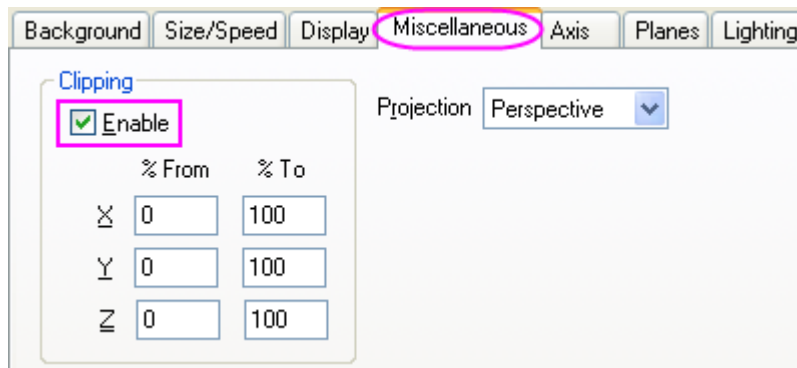 Background Size/Speed Display Miscellaneous Axis Planes Lighting
Clipping
Enable
Projection Perspective
% From % To
X 0 100
Y 0 100
Z 0 100